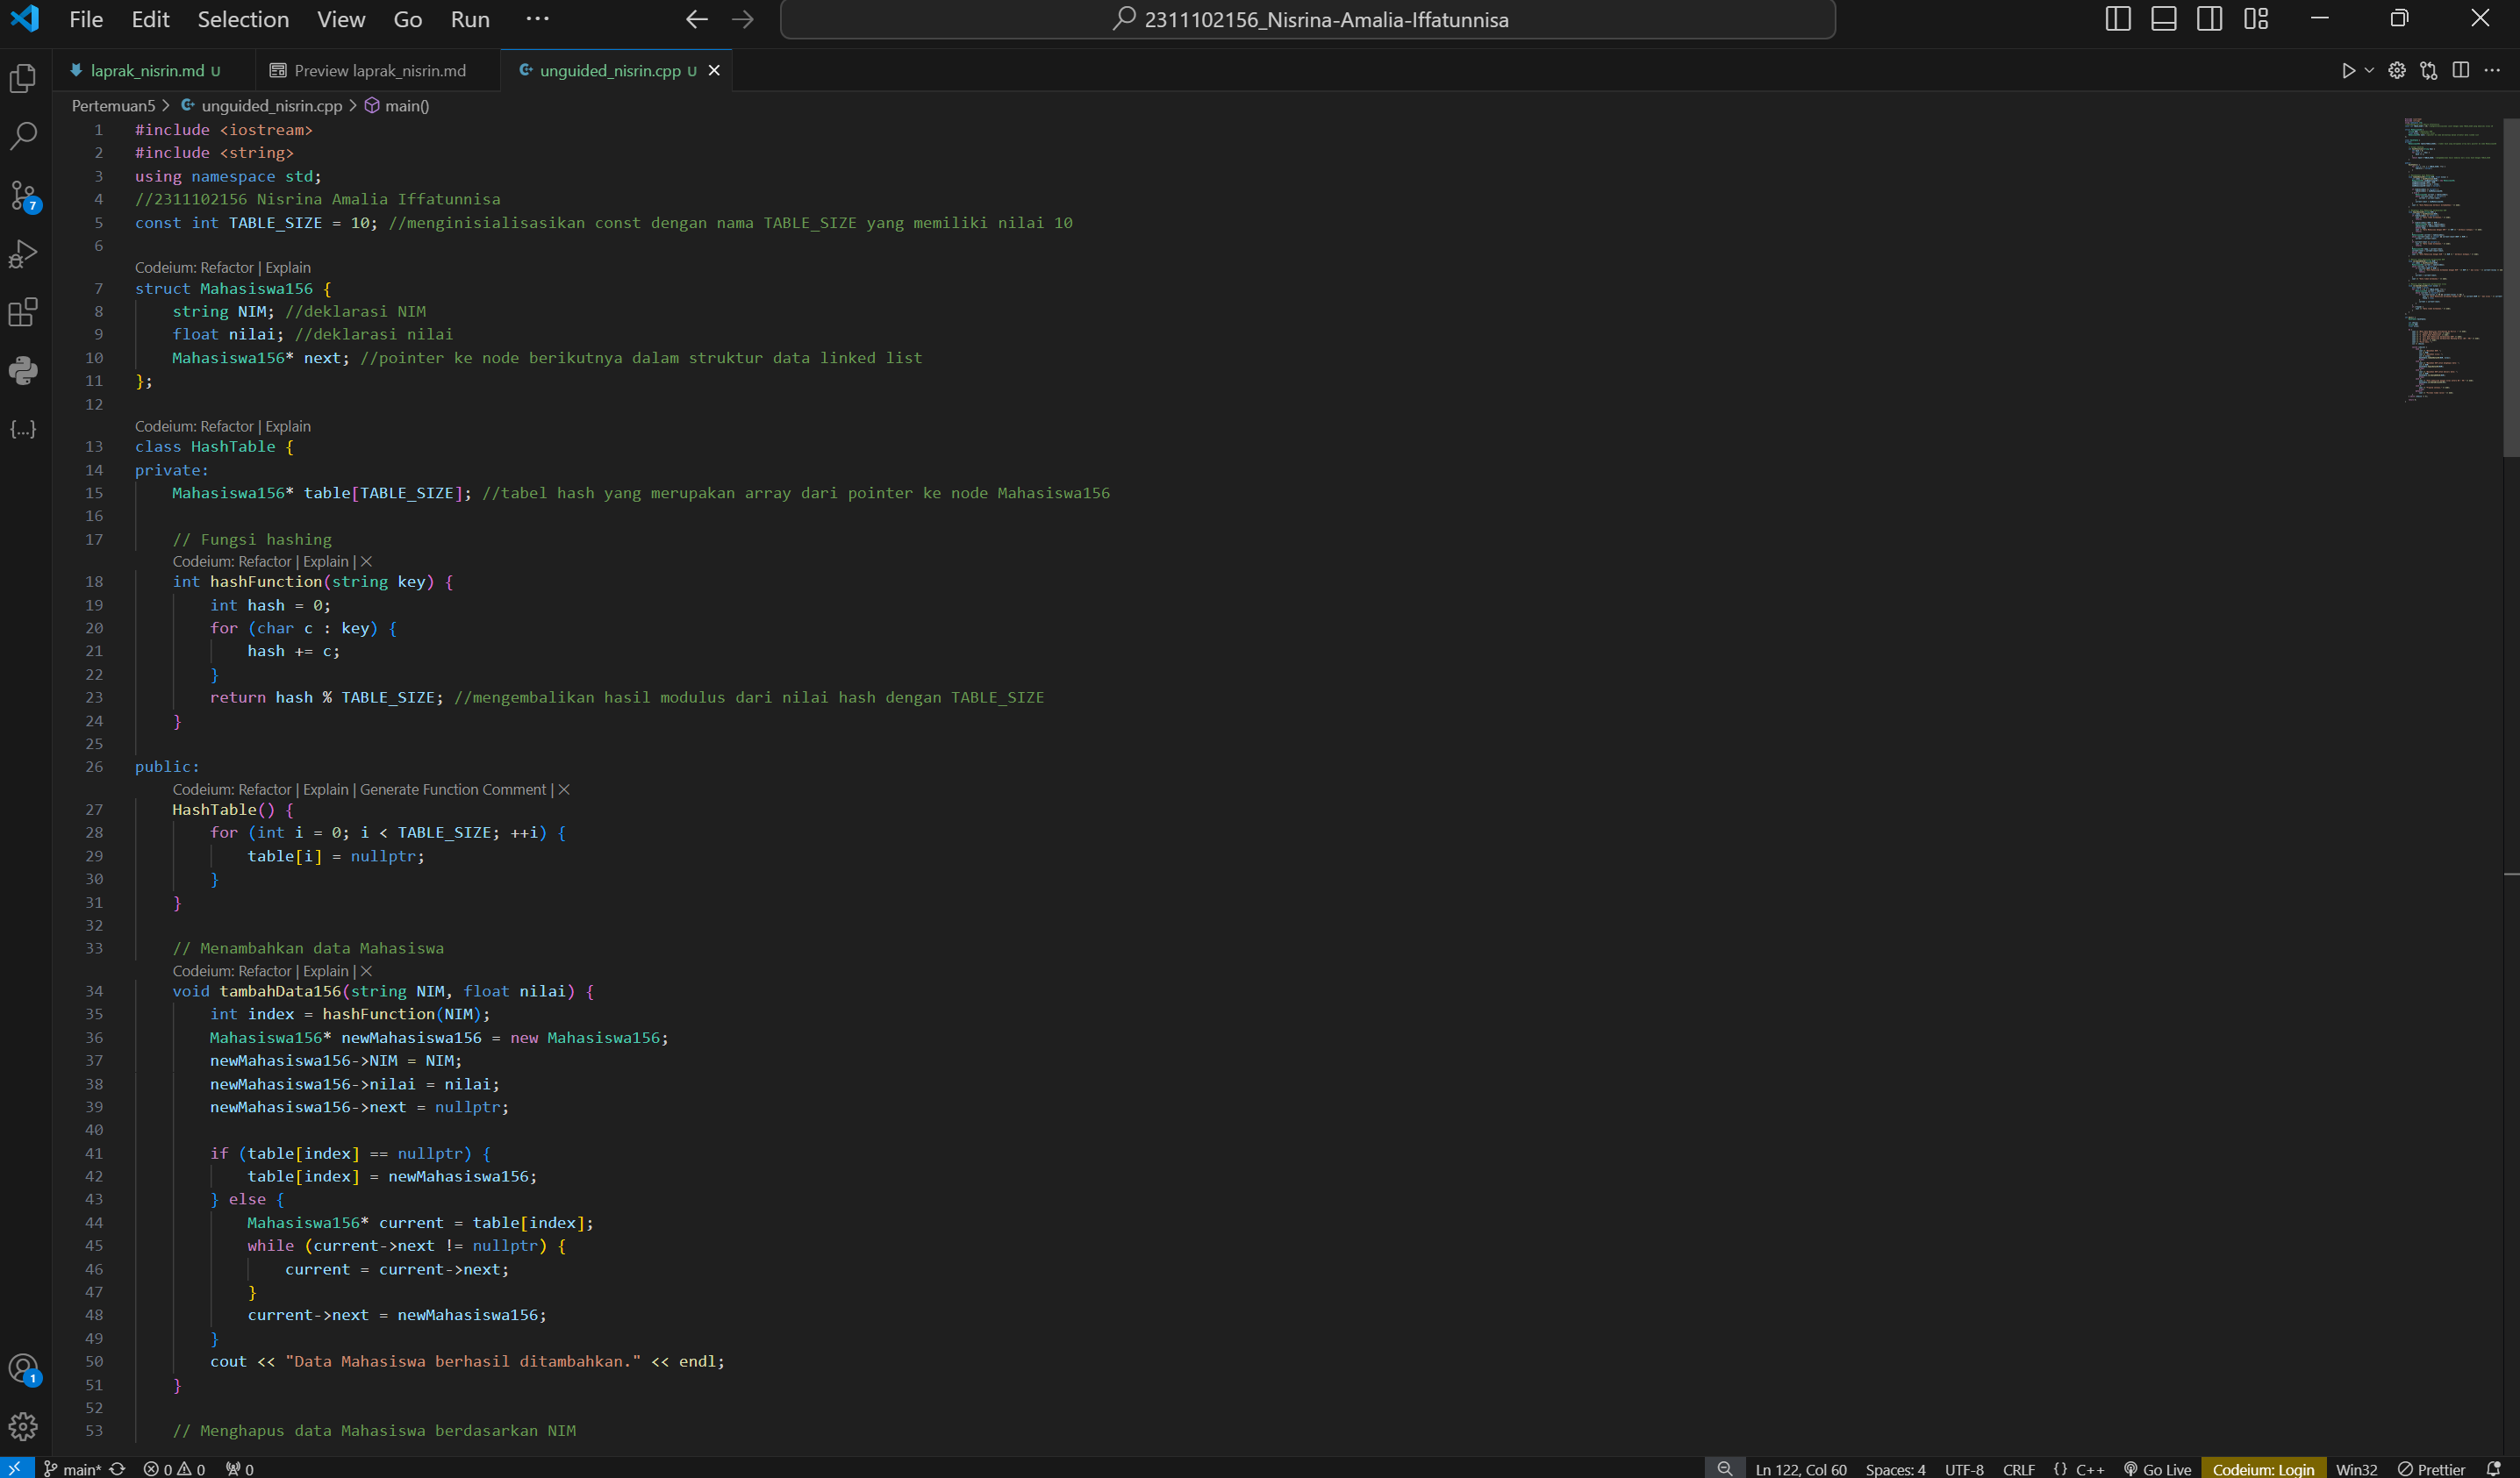 File Edit Selection View Go Run ··· 2311102156_Nisrina-Amalia-Iffatunnisa
laprak_nisrin.md U Preview laprak_nisrin.md unguided_nisrin.cpp U
Pertemuan5 > unguided_nisrin.cpp > main()
1 #include <iostream>
2 #include <string>
3 using namespace std;
4 //2311102156 Nisrina Amalia Iffatunnisa
5 const int TABLE_SIZE = 10; //menginisialisasikan const dengan nama TABLE_SIZE yang memiliki nilai 10
6
Codeium: Refactor | Explain
7 struct Mahasiswa156 {
8     string NIM; //deklarasi NIM
9     float nilai; //deklarasi nilai
10     Mahasiswa156* next; //pointer ke node berikutnya dalam struktur data linked list
11 };
12
Codeium: Refactor | Explain
13 class HashTable {
14 private:
15     Mahasiswa156* table[TABLE_SIZE]; //tabel hash yang merupakan array dari pointer ke node Mahasiswa156
16
17     // Fungsi hashing
Codeium: Refactor | Explain | ×
18     int hashFunction(string key) {
19         int hash = 0;
20         for (char c : key) {
21             hash += c;
22         }
23         return hash % TABLE_SIZE; //mengembalikan hasil modulus dari nilai hash dengan TABLE_SIZE
24     }
25
26 public:
Codeium: Refactor | Explain | Generate Function Comment | ×
27     HashTable() {
28         for (int i = 0; i < TABLE_SIZE; ++i) {
29             table[i] = nullptr;
30         }
31     }
32
33     // Menambahkan data Mahasiswa
Codeium: Refactor | Explain | ×
34     void tambahData156(string NIM, float nilai) {
35         int index = hashFunction(NIM);
36         Mahasiswa156* newMahasiswa156 = new Mahasiswa156;
37         newMahasiswa156->NIM = NIM;
38         newMahasiswa156->nilai = nilai;
39         newMahasiswa156->next = nullptr;
40
41         if (table[index] == nullptr) {
42             table[index] = newMahasiswa156;
43         } else {
44             Mahasiswa156* current = table[index];
45             while (current->next != nullptr) {
46                 current = current->next;
47             }
48             current->next = newMahasiswa156;
49         }
50         cout << "Data Mahasiswa berhasil ditambahkan." << endl;
51     }
52
53     // Menghapus data Mahasiswa berdasarkan NIM
7
1
main* 0 0 0 Ln 122, Col 60 Spaces: 4 UTF-8 CRLF {} C++ Go Live Codeium: Login Win32 Prettier